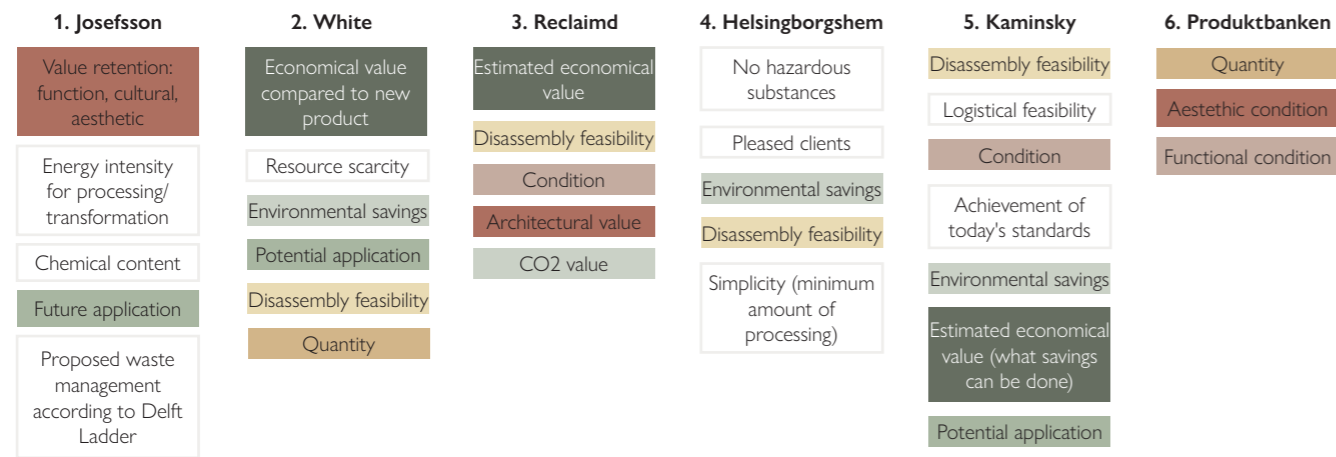 1. Josefsson
Value retention:
function, cultural,
aesthetic
Energy intensity
for processing/
transformation
Chemical content
Future application
Proposed waste
management
according to Delft
Ladder
2. White
Economical value
compared to new
product
Resource scarcity
Environmental savings
Potential application
Disassembly feasibility
Quantity
3. Reclaimd
Estimated economical
value
Disassembly feasibility
Condition
Architectural value
CO2 value
4. Helsingborgshem
No hazardous
substances
Pleased clients
Environmental savings
Disassembly feasibility
Simplicity (minimum
amount of
processing)
5. Kaminsky
Disassembly feasibility
Logistical feasibility
Condition
Achievement of
today's standards
Environmental savings
Estimated economical
value (what savings
can be done)
Potential application
6. Produktbanken
Quantity
Aestethic condition
Functional condition